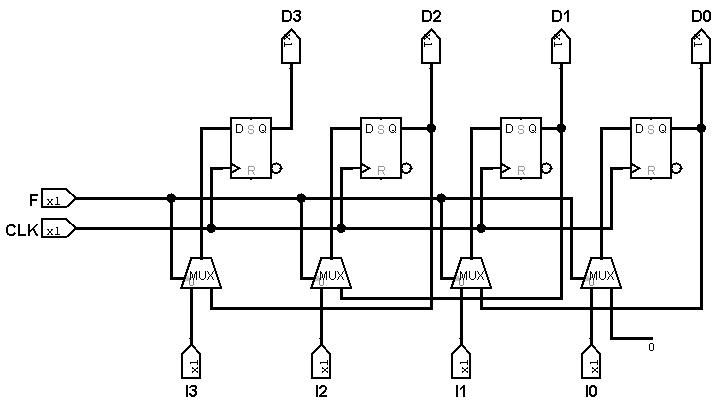 D3 D2 D1 D0
x1 x1 x1 x1
D S Q D S Q D S Q D S Q
R R R R
F x1
CLK x1
MUX MUX MUX MUX
0 0 0 0
0
x1 x1 x1 x1
I3 I2 I1 I0